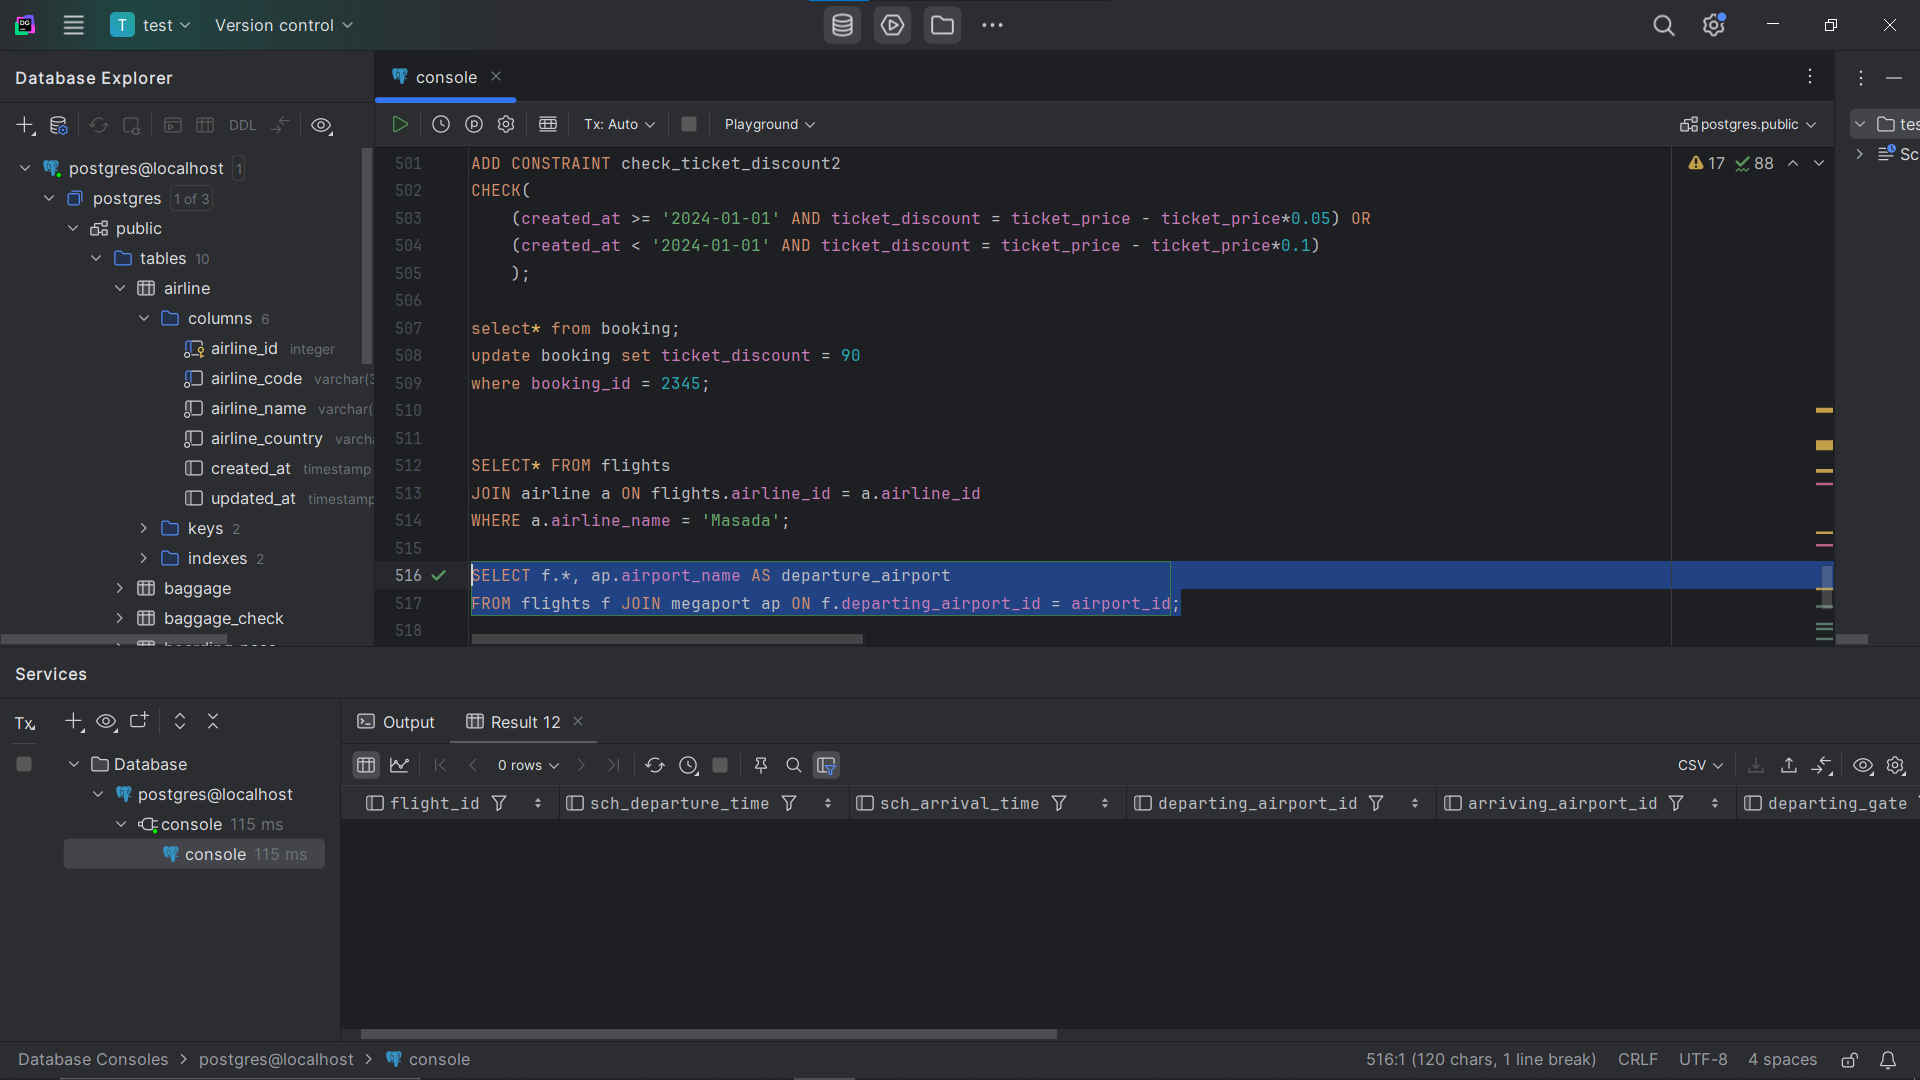 T test Version control
Database Explorer
console
DDL
Tx: Auto
Playground
postgres.public
postgres@localhost 1
postgres 1 of 3
public
tables 10
airline
columns 6
airline_id integer
airline_code varchar(3
airline_name varchar(
airline_country varch
created_at timestamp
updated_at timestamp
keys 2
indexes 2
baggage
baggage_check
17 88
tes
Sc
501 ADD CONSTRAINT check_ticket_discount2
502 CHECK(
503 (created_at >= '2024-01-01' AND ticket_discount = ticket_price - ticket_price*0.05) OR
504 (created_at < '2024-01-01' AND ticket_discount = ticket_price - ticket_price*0.1)
505 );
506
507 select* from booking;
508 update booking set ticket_discount = 90
509 where booking_id = 2345;
510
511
512 SELECT* FROM flights
513 JOIN airline a ON flights.airline_id = a.airline_id
514 WHERE a.airline_name = 'Masada';
515
516 SELECT f.*, ap.airport_name AS departure_airport
517 FROM flights f JOIN megaport ap ON f.departing_airport_id = airport_id;
518
Services
Tx
Database
postgres@localhost
console 115 ms
console 115 ms
Output
Result 12
0 rows
CSV
flight_id sch_departure_time sch_arrival_time departing_airport_id arriving_airport_id departing_gate
Database Consoles > postgres@localhost > console
516:1 (120 chars, 1 line break) CRLF UTF-8 4 spaces